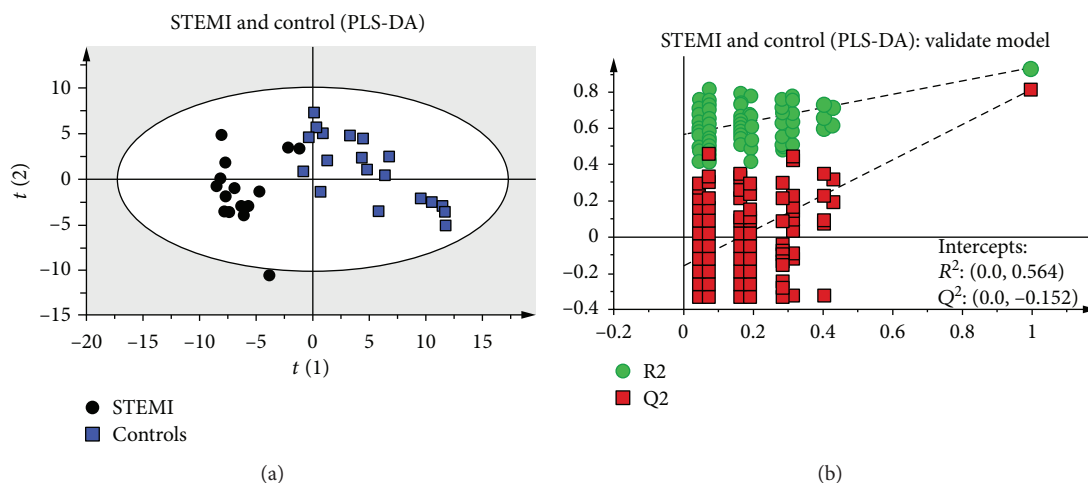 STEMI and control (PLS-DA)
10
5
0
−5
−10
−15
t (2)
−20
−15
−10
−5
0
5
10
15
t (1)
STEMI
Controls
(a)
STEMI and control (PLS-DA): validate model
0.8
0.6
0.4
0.2
0
−0.2
−0.4
Intercepts:
R²: (0.0, 0.564)
Q²: (0.0, −0.152)
−0.2
0
0.2
0.4
0.6
0.8
1
R2
Q2
(b)